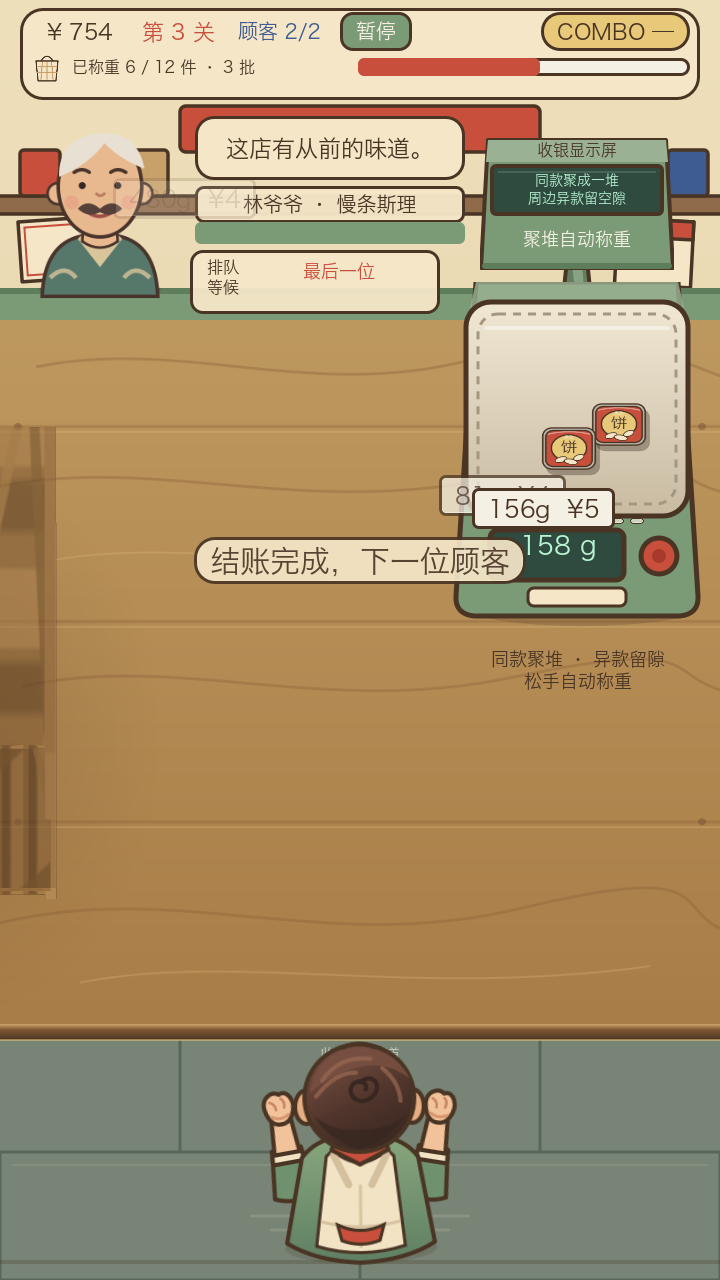 ¥ 754
第 3 关
顾客 2/2
暂停
COMBO —
已称重 6 / 12 件 · 3 批
这店有从前的味道。
林爷爷 · 慢条斯理
排队
等候
最后一位
收银显示屏
同款聚成一堆
周边异款留空隙
聚堆自动称重
饼
饼
156g ¥5
158 g
结账完成，下一位顾客
同款聚堆 · 异款留隙
松手自动称重